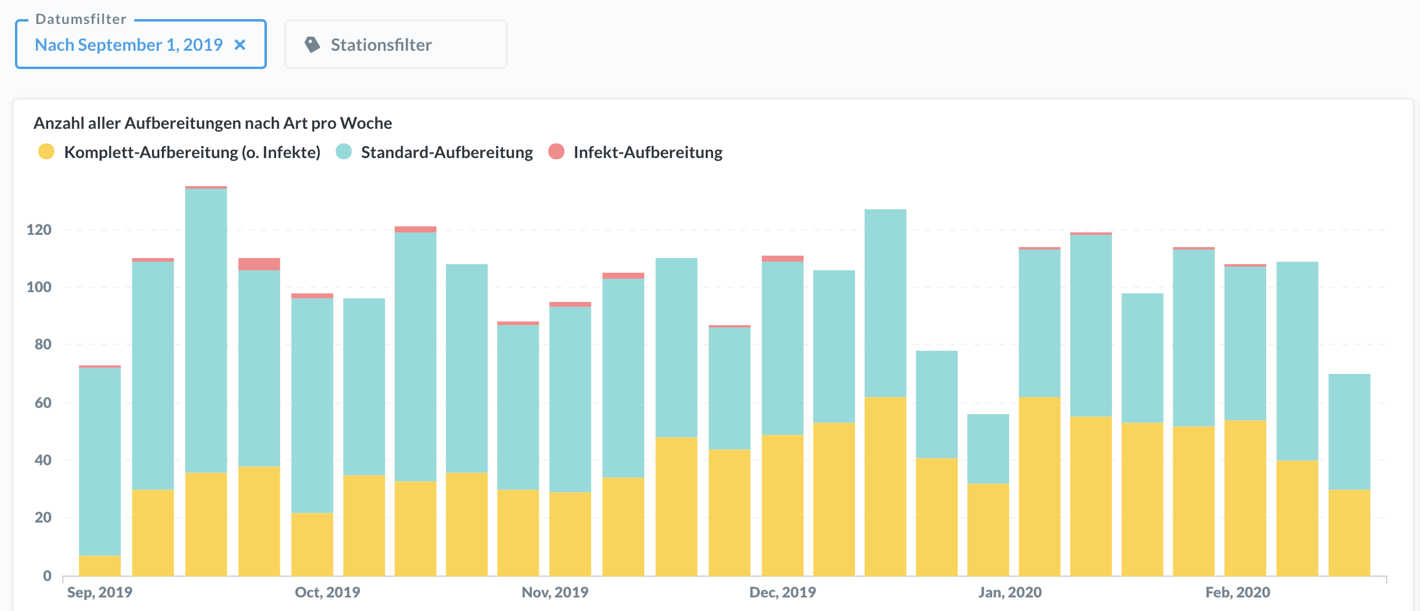 Datumsfilter
Nach September 1, 2019 ×
Stationsfilter
Anzahl aller Aufbereitungen nach Art pro Woche
Komplett-Aufbereitung (o. Infekte) Standard-Aufbereitung Infekt-Aufbereitung
120
100
80
60
40
20
0
Sep, 2019 Oct, 2019 Nov, 2019 Dec, 2019 Jan, 2020 Feb, 2020